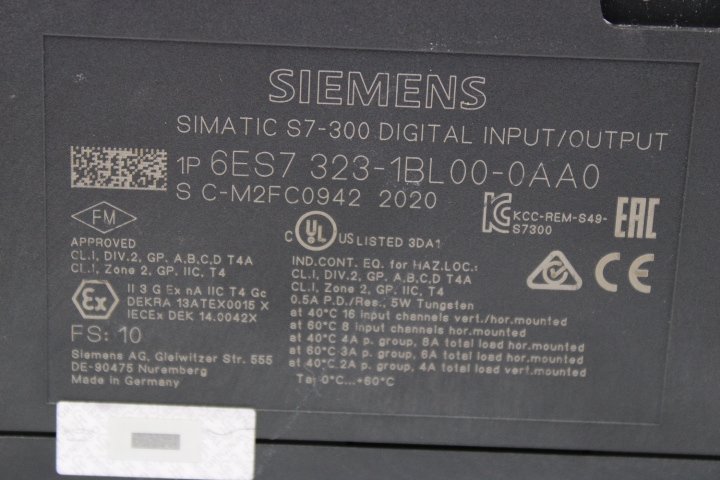 SIEMENS
SIMATIC S7-300 DIGITAL INPUT/OUTPUT
1P 6ES7 323-1BL00-0AA0
S C-M2FC0942 2020
FM
APPROVED
CL.I, DIV.2, GP. A,B,C,D T4A
CL.I, Zone 2, GP. IIC, T4
Ex
II 3 G Ex nA IIC T4 Gc
DEKRA 13ATEX0015 X
IECEx DEK 14.0042X
FS: 10
Siemens AG, Gleiwitzer Str. 555
DE-90475 Nuremberg
Made in Germany
C UL US LISTED 3DA1
IND.CONT. EQ. for HAZ.LOC.:
CL.I, DIV.2, GP. A,B,C,D T4A
CL.I, Zone 2, GP. IIC, T4
0.5A P.D./Res.; 5W Tungsten
at 40°C 16 input channels vert./hor.mounted
at 60°C 8 input channels hor.mounted
at 40°C 4A p. group, 8A total load hor.mounted
at 60°C 3A p. group, 6A total load hor.mounted
at 40°C 2A p. group, 4A total load vert.mounted
Ta: 0°C...+60°C
KCC-REM-S49-
S7300
EAC
CE